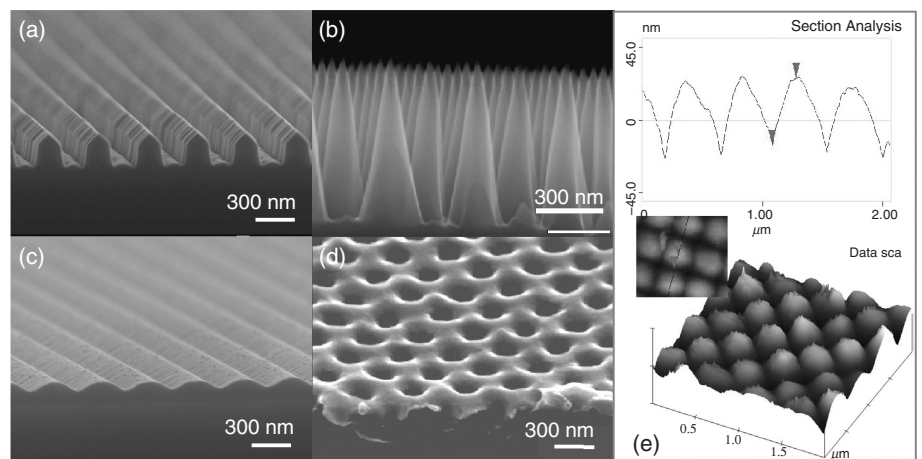 (a)
300 nm
(b)
300 nm
(c)
300 nm
(d)
300 nm
nm
Section Analysis
45.0
0
-45.0
0
1.00
2.00
μm
Data sca
0.5
1.0
1.5
μm
(e)